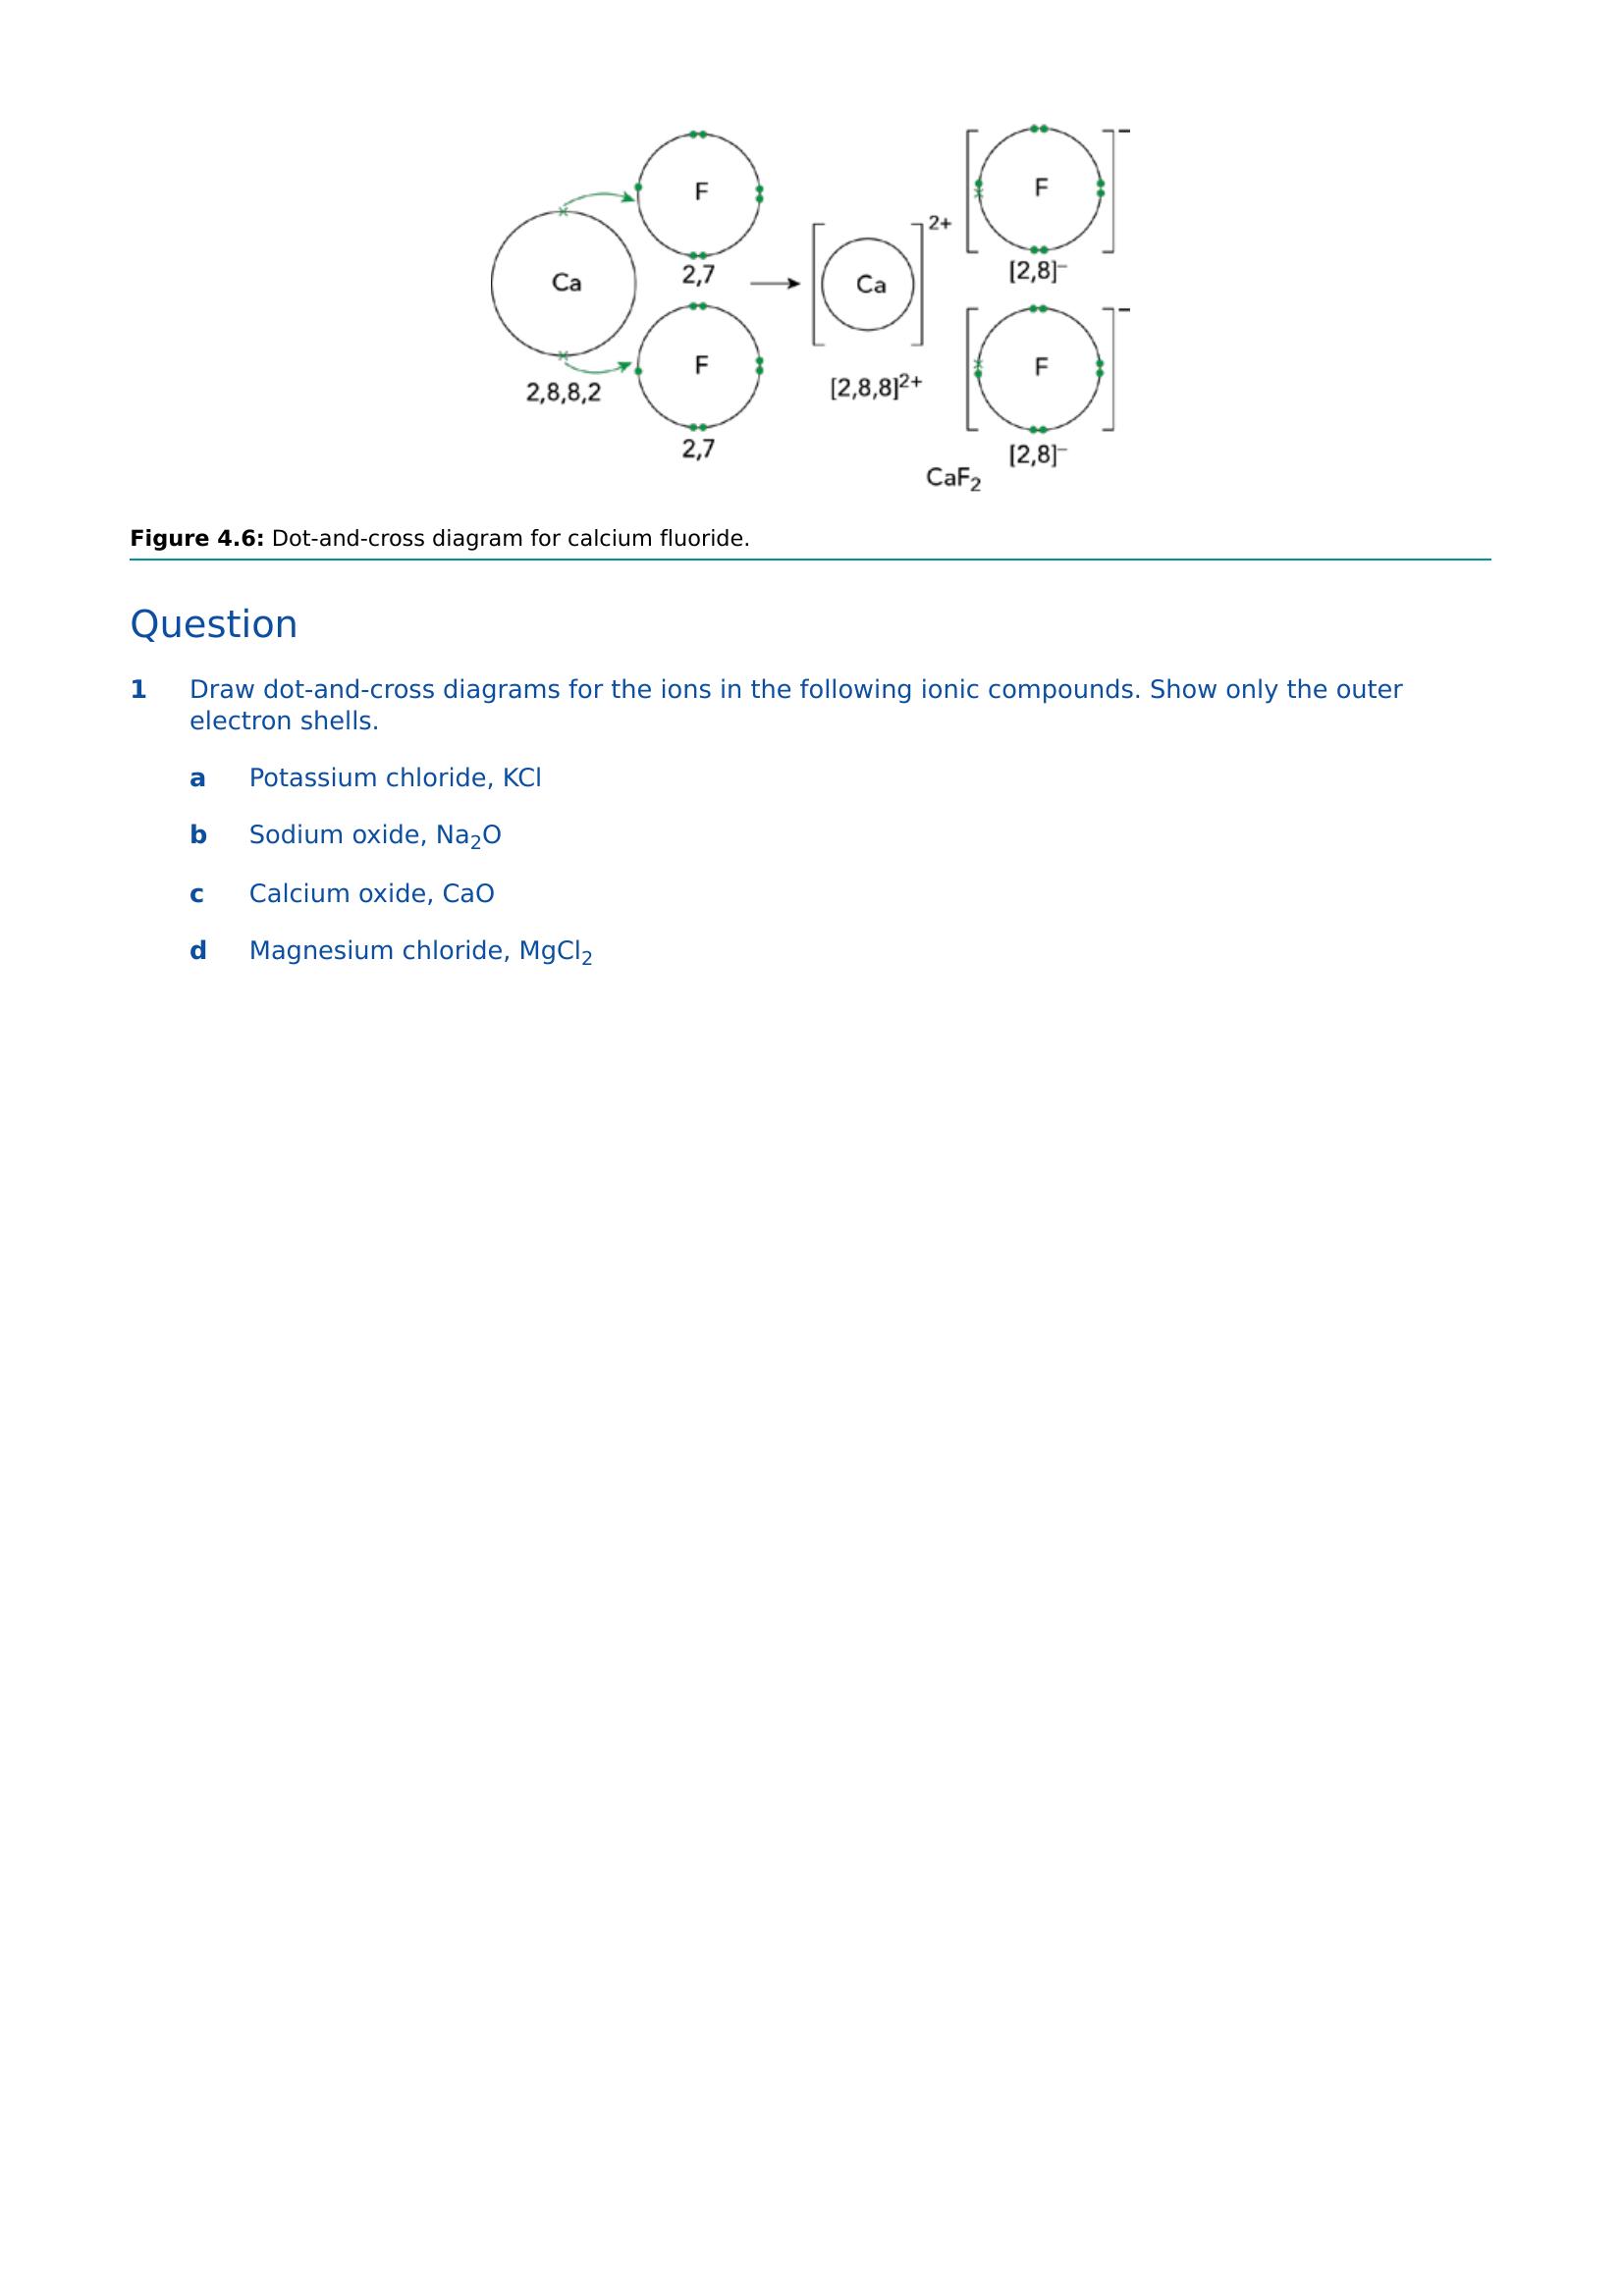 F
F
2+
Ca
Ca
[2,8]⁻
2,7
F
F
[2,8,8]²⁺
2,8,8,2
2,7
[2,8]⁻
CaF₂
Figure 4.6: Dot-and-cross diagram for calcium fluoride.
Question
1 Draw dot-and-cross diagrams for the ions in the following ionic compounds. Show only the outer
electron shells.
a Potassium chloride, KCl
b Sodium oxide, Na₂O
c Calcium oxide, CaO
d Magnesium chloride, MgCl₂